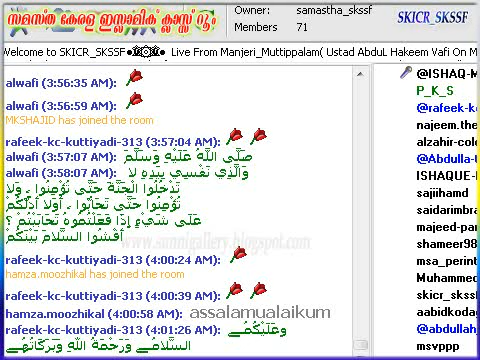 സമസ്ത കേരള ഇസ്ലാമിക് ക്ലാസ്സ് റൂം
Owner: samastha_skssf
Members 71
SKICR_SKSSF
Welcome to SKICR_SKSSF Live From Manjeri_Muttippalam( Ustad AbduL Hakeem Vafi On M
alwafi (3:56:35 AM):
alwafi (3:56:59 AM):
MKSHAJID has joined the room
rafeek-kc-kuttiyadi-313 (3:57:04 AM):
alwafi (3:57:07 AM): صَلَّى اللَّهُ عَلَيْهِ وَسَلَّمَ
alwafi (3:58:07 AM): وَالَّذِي نَفْسِي بِيَدِهِ لَا
تَدْخُلُوا الْجَنَّةَ حَتَّى تُؤْمِنُوا ، وَلَا
تُؤْمِنُوا حَتَّى تَحَابُّوا ، أَوَلَا أَدُلُّكُمْ
عَلَى شَيْءٍ إِذَا فَعَلْتُمُوهُ تَحَابَبْتُمْ ؟
أَفْشُوا السَّلَامَ بَيْنَكُمْ
www.sunnigallery.blogspot.com
rafeek-kc-kuttiyadi-313 (4:00:24 AM):
hamza.moozhikal has joined the room
rafeek-kc-kuttiyadi-313 (4:00:39 AM):
hamza.moozhikal (4:00:58 AM): assalamualaikum
rafeek-kc-kuttiyadi-313 (4:01:26 AM): وَعَلَيْكُمُے
السَّلَامُے وَرَحْمَةُ اللَّهِ وَبَرَكَاتُهُے
@ISHAQ-M
P_K_S
@rafeek-k
najeem.the
alzahir-colo
@Abdulla-
ISHAQUE-I
sajiihamd
saidarimbra
majeed-pan
shameer98
msa_perint
Muhammed
skicr_skss
aabidkodag
@abdullah
msvppp